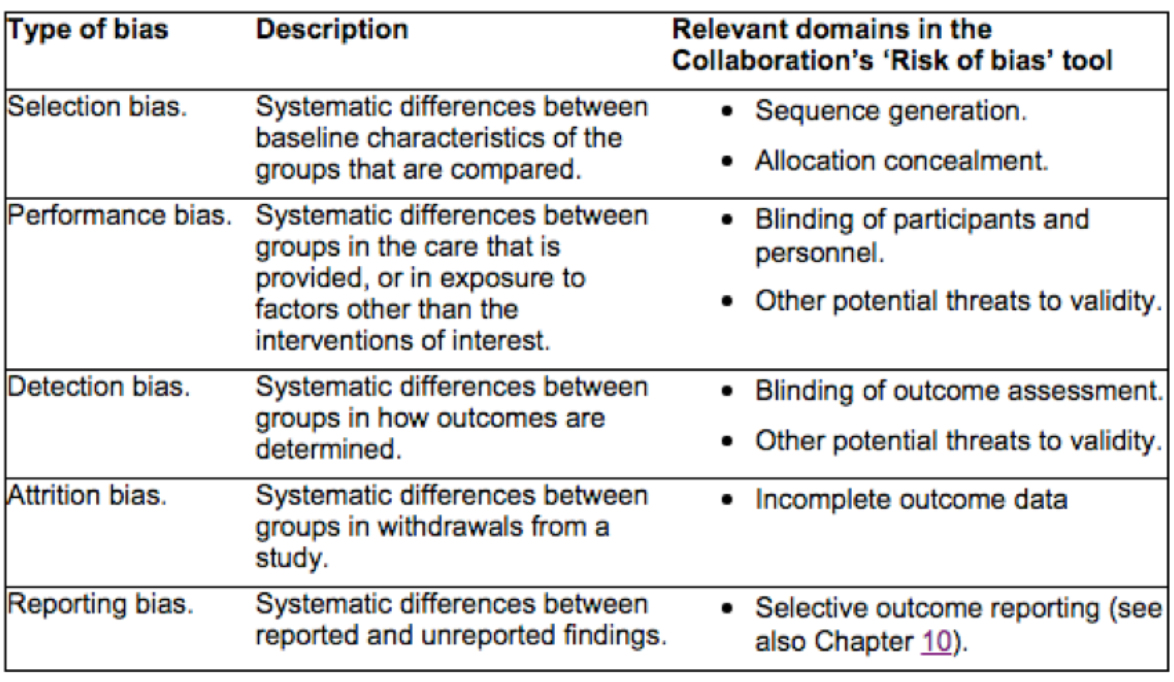 Type of bias
Description
Relevant domains in the
Collaboration's 'Risk of bias' tool
Selection bias.
Systematic differences between
baseline characteristics of the
groups that are compared.
• Sequence generation.
• Allocation concealment.
Performance bias.
Systematic differences between
groups in the care that is
provided, or in exposure to
factors other than the
interventions of interest.
• Blinding of participants and
personnel.
• Other potential threats to validity.
Detection bias.
Systematic differences between
groups in how outcomes are
determined.
• Blinding of outcome assessment.
• Other potential threats to validity.
Attrition bias.
Systematic differences between
groups in withdrawals from a
study.
• Incomplete outcome data
Reporting bias.
Systematic differences between
reported and unreported findings.
• Selective outcome reporting (see
also Chapter 10).